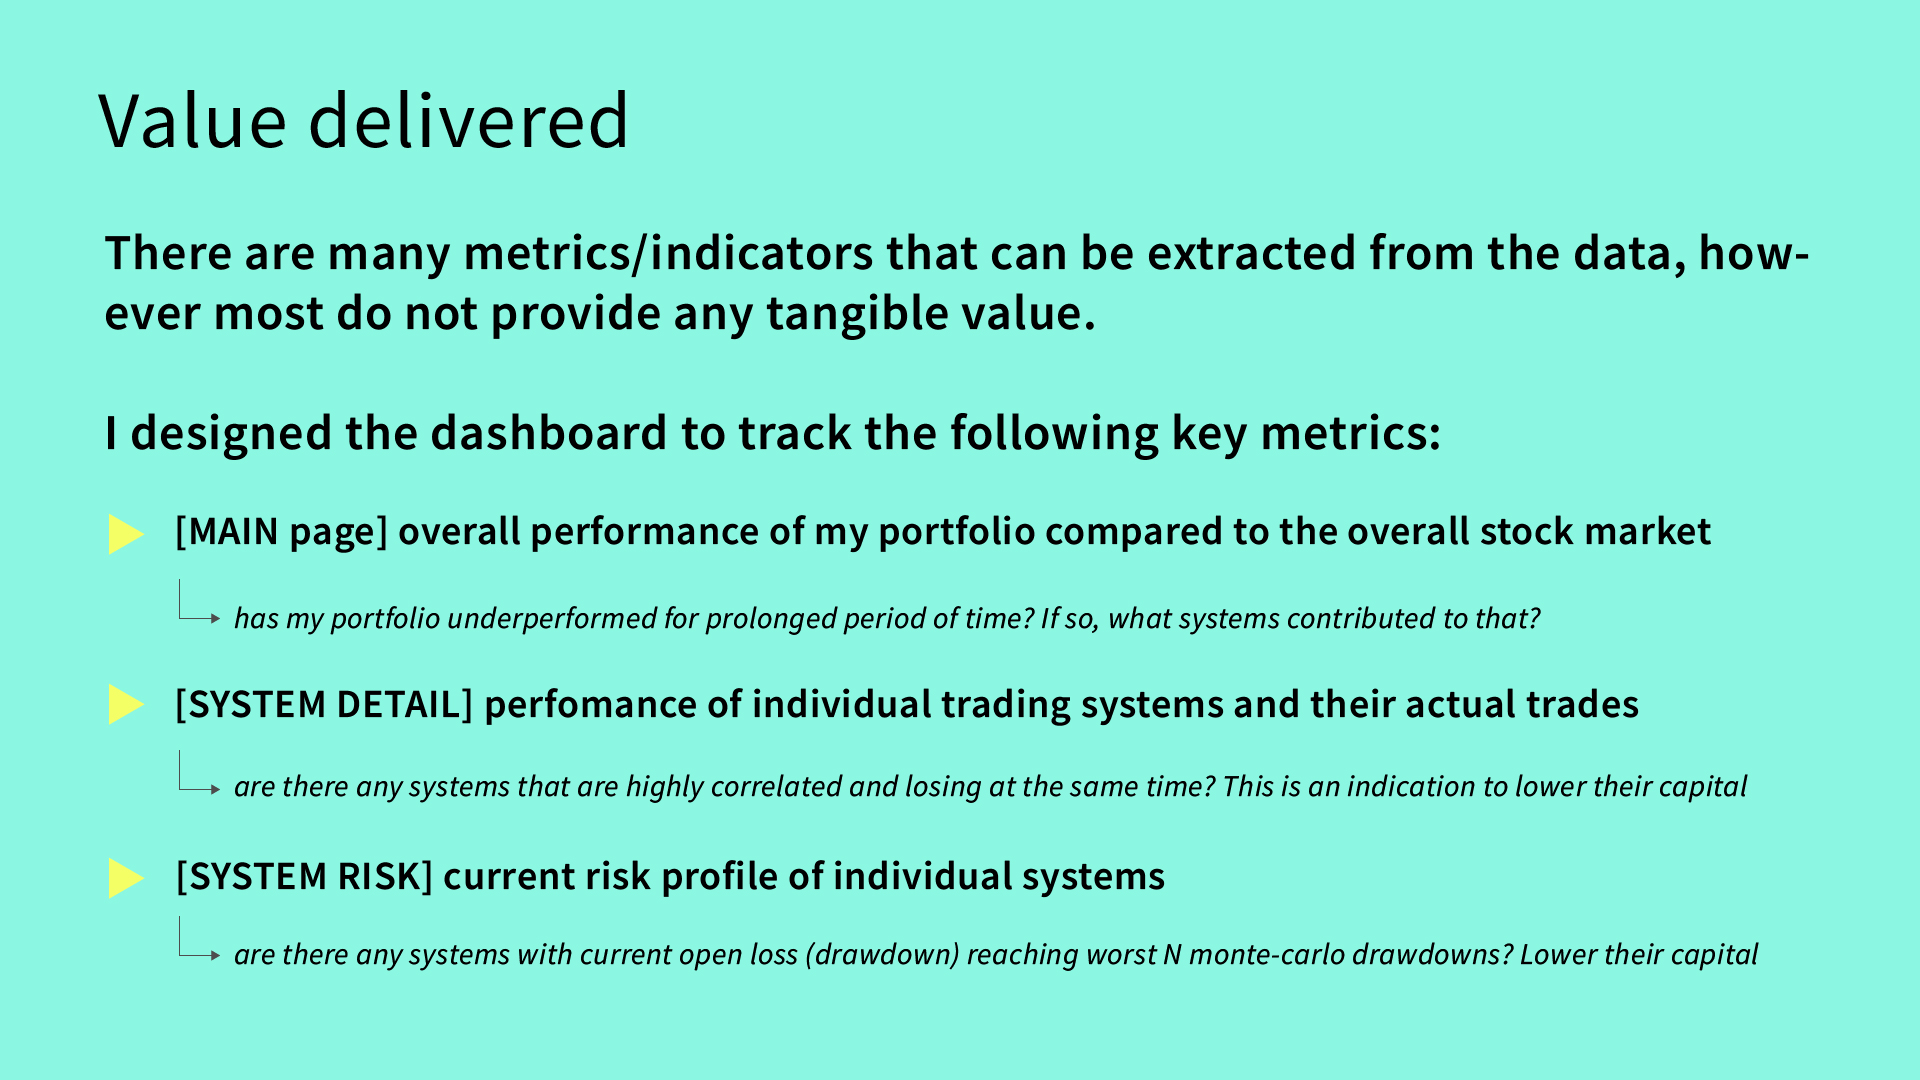 Value delivered
There are many metrics/indicators that can be extracted from the data, how-
ever most do not provide any tangible value.
I designed the dashboard to track the following key metrics:
[MAIN page] overall performance of my portfolio compared to the overall stock market
has my portfolio underperformed for prolonged period of time? If so, what systems contributed to that?
[SYSTEM DETAIL] perfomance of individual trading systems and their actual trades
are there any systems that are highly correlated and losing at the same time? This is an indication to lower their capital
[SYSTEM RISK] current risk profile of individual systems
are there any systems with current open loss (drawdown) reaching worst N monte-carlo drawdowns? Lower their capital